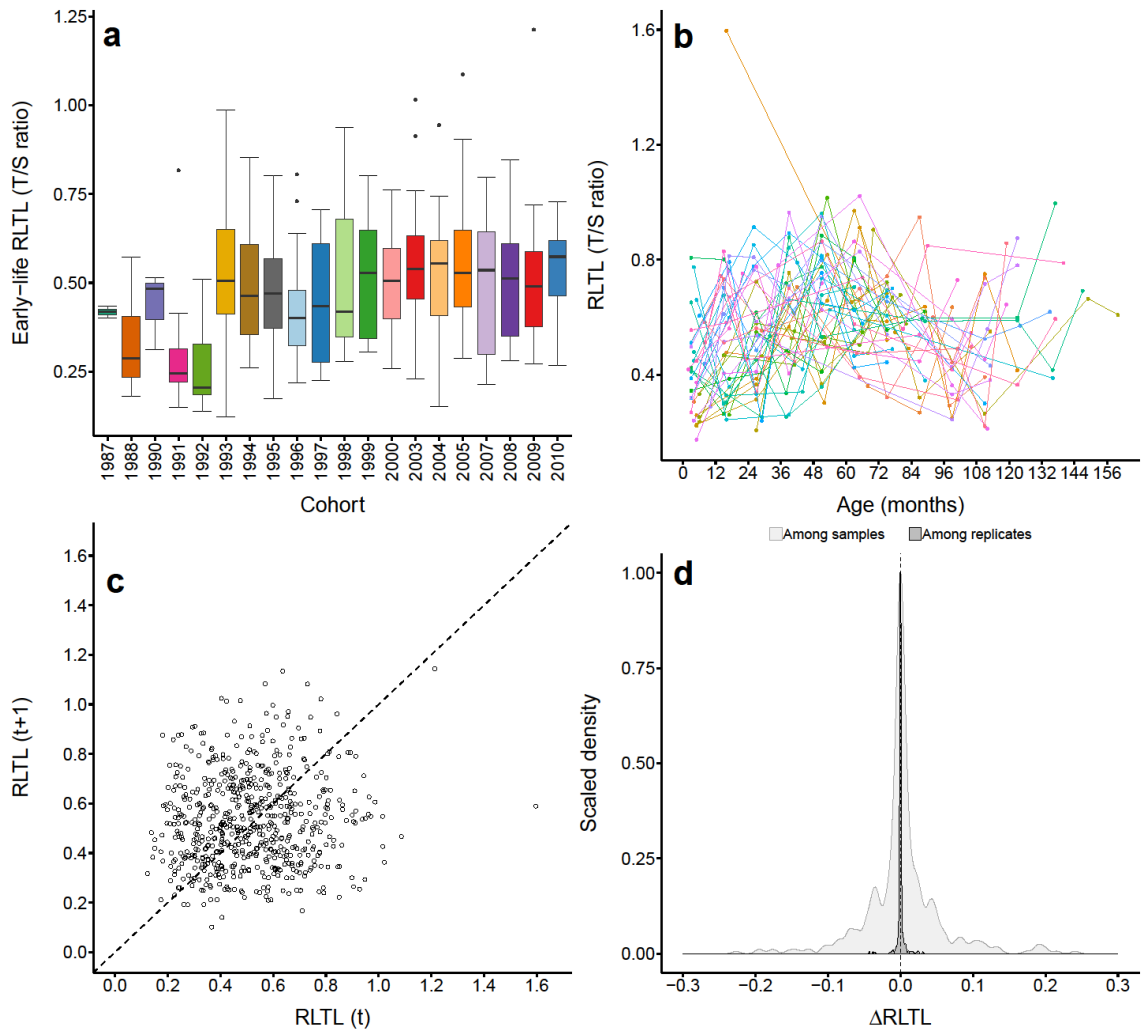 a
Early-life RLTL (T/S ratio)
1.25
1.00
0.75
0.50
0.25
1987
1988
1990
1991
1992
1993
1994
1995
1996
1997
1998
1999
2000
2003
2004
2005
2007
2008
2009
2010
Cohort
b
RLTL (T/S ratio)
1.6
1.2
0.8
0.4
0 12 24 36 48 60 72 84 96 108 120 144 156
Age (months)
c
RLTL (t+1)
1.6
1.4
1.2
1.0
0.8
0.6
0.4
0.2
0.0
0.0 0.2 0.4 0.6 0.8 1.0 1.2 1.4 1.6
RLTL (t)
Among samples Among replicates
d
Scaled density
1.00
0.75
0.50
0.25
0.00
−0.3 −0.2 −0.1 0.0 0.1 0.2 0.3
ΔRLTL